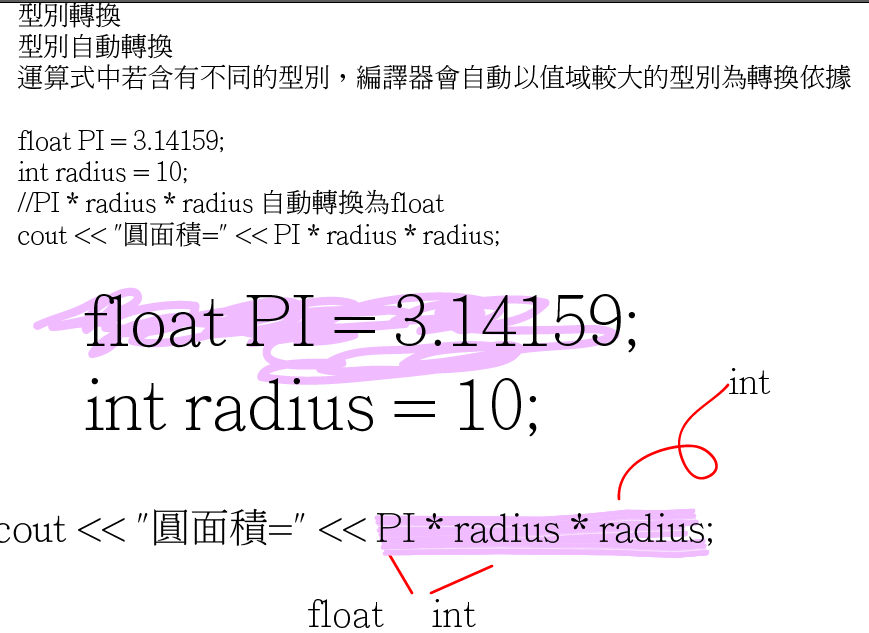 型別轉換
型別自動轉換
運算式中若含有不同的型別，編譯器會自動以值域較大的型別為轉換依據
float PI = 3.14159;
int radius = 10;
//PI * radius * radius 自動轉換為float
cout << "圓面積=" << PI * radius * radius;
float PI = 3.14159;
int radius = 10;
int
cout << "圓面積=" << PI * radius * radius;
float int